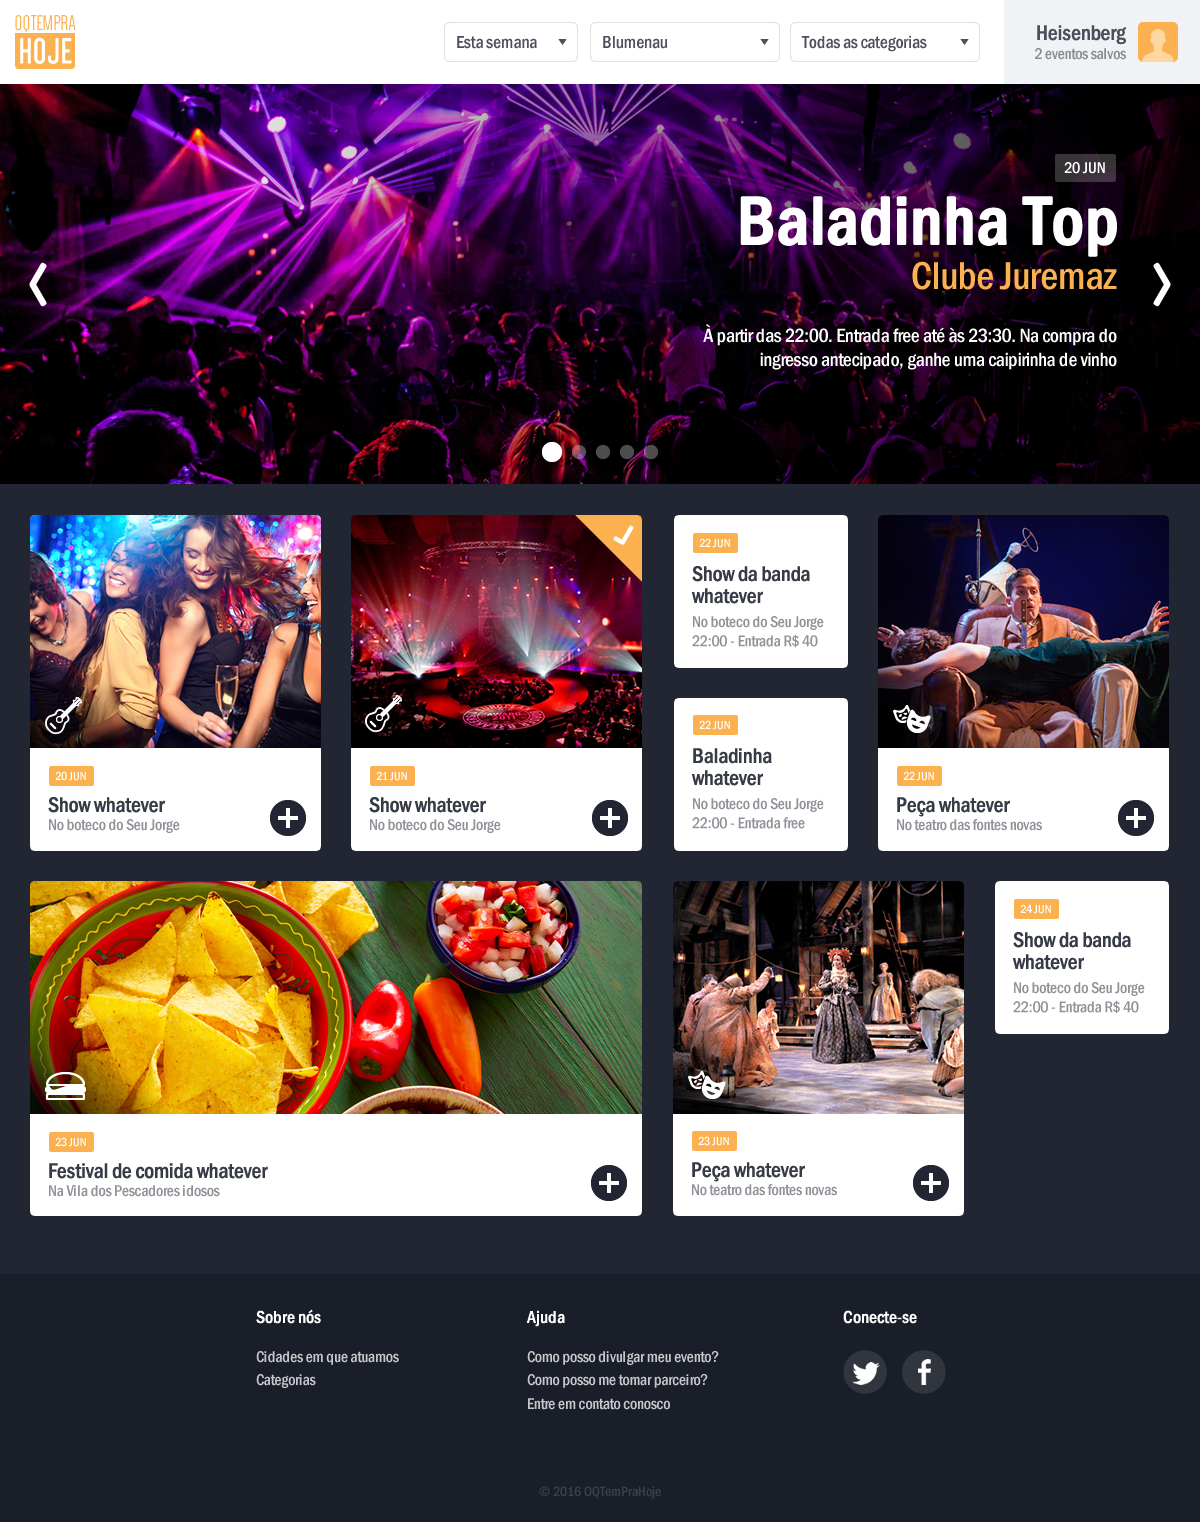 OQTEMPRA
HOJE
Esta semana
Blumenau
Todas as categorias
Heisenberg
2 eventos salvos
20 JUN
Baladinha Top
Clube Juremaz
À partir das 22:00. Entrada free até às 23:30. Na compra do
ingresso antecipado, ganhe uma caipirinha de vinho
20 JUN
Show whatever
No boteco do Seu Jorge
21 JUN
Show whatever
No boteco do Seu Jorge
22 JUN
Show da banda
whatever
No boteco do Seu Jorge
22:00 - Entrada R$ 40
22 JUN
Baladinha
whatever
No boteco do Seu Jorge
22:00 - Entrada free
22 JUN
Peça whatever
No teatro das fontes novas
23 JUN
Festival de comida whatever
Na Vila dos Pescadores idosos
23 JUN
Peça whatever
No teatro das fontes novas
24 JUN
Show da banda
whatever
No boteco do Seu Jorge
22:00 - Entrada R$ 40
Sobre nós
Cidades em que atuamos
Categorias
Ajuda
Como posso divulgar meu evento?
Como posso me tornar parceiro?
Entre em contato conosco
Conecte-se
© 2016 OQTemPraHoje